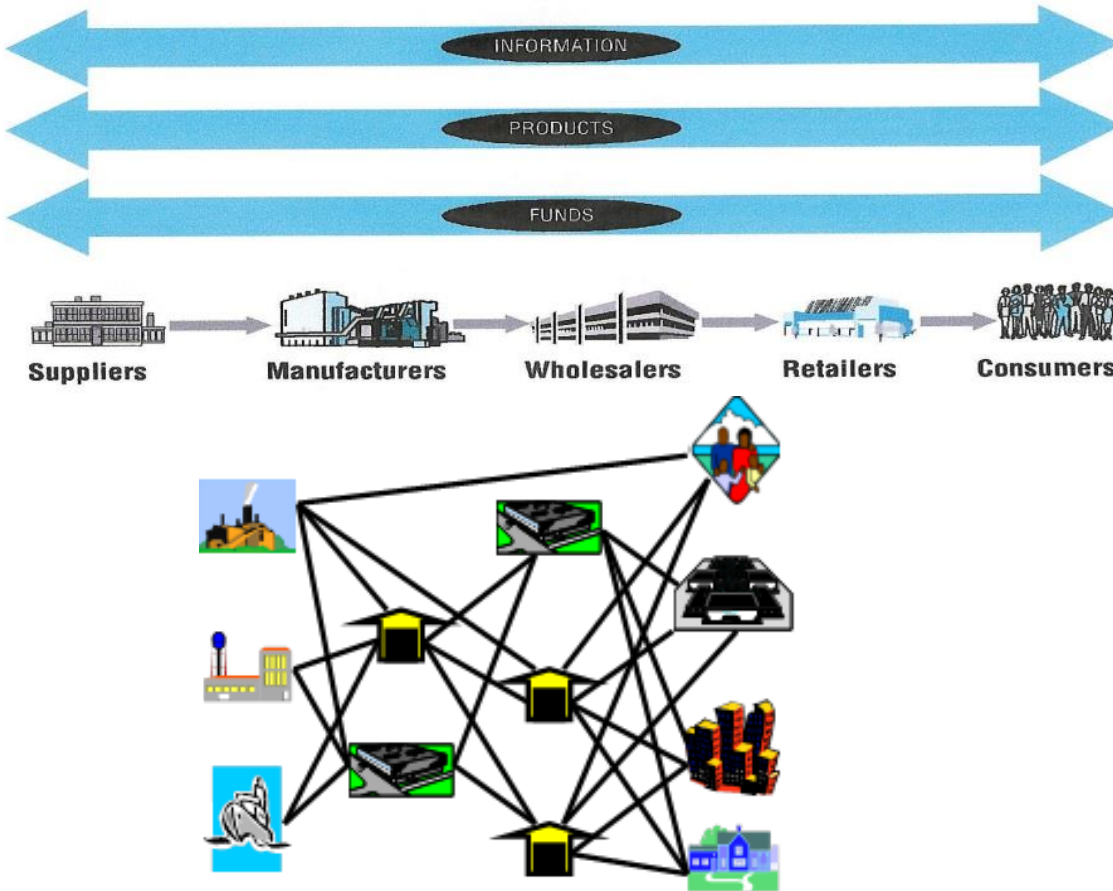 INFORMATION
PRODUCTS
FUNDS
Suppliers Manufacturers Wholesalers Retailers Consumers